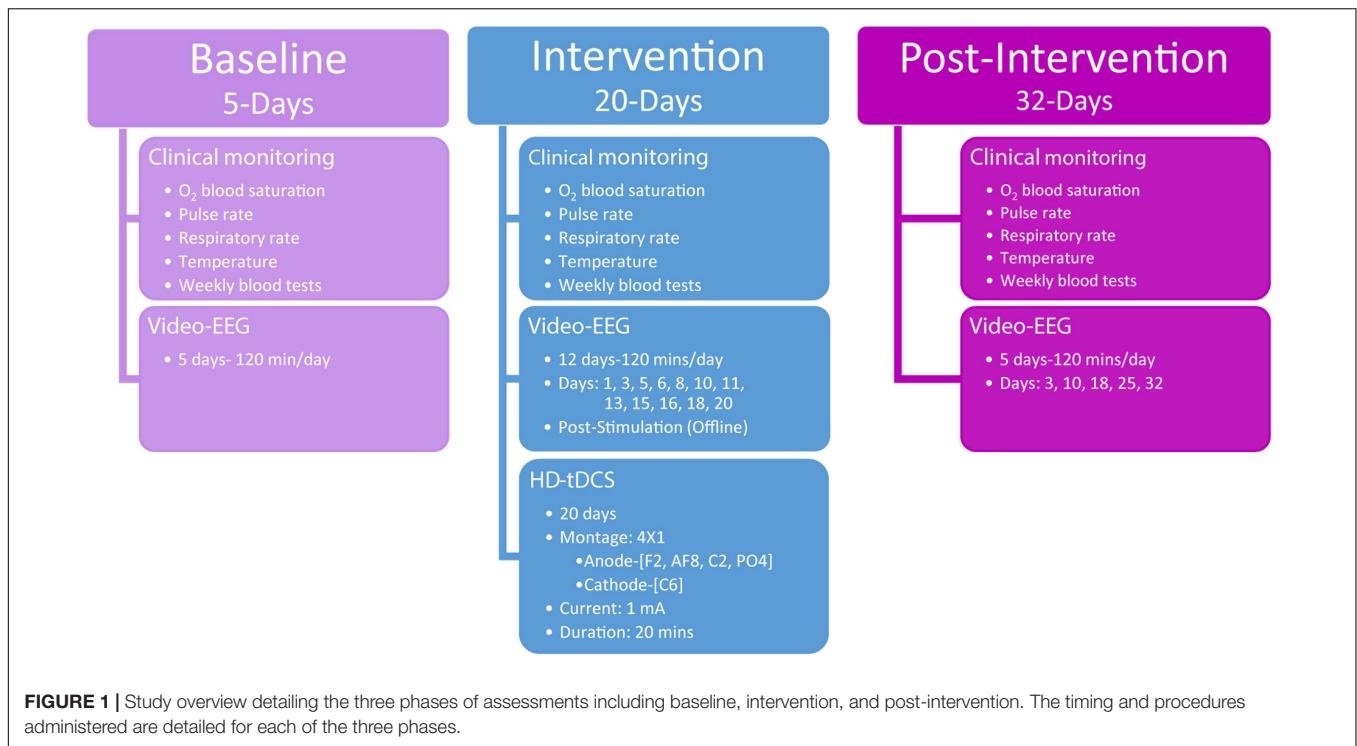 Baseline
5-Days
Clinical monitoring
• O₂ blood saturation
• Pulse rate
• Respiratory rate
• Temperature
• Weekly blood tests
Video-EEG
• 5 days- 120 min/day
Intervention
20-Days
Clinical monitoring
• O₂ blood saturation
• Pulse rate
• Respiratory rate
• Temperature
• Weekly blood tests
Video-EEG
• 12 days-120 mins/day
• Days: 1, 3, 5, 6, 8, 10, 11,
13, 15, 16, 18, 20
• Post-Stimulation (Offline)
HD-tDCS
• 20 days
• Montage: 4X1
•Anode-[F2, AF8, C2, PO4]
•Cathode-[C6]
• Current: 1 mA
• Duration: 20 mins
Post-Intervention
32-Days
Clinical monitoring
• O₂ blood saturation
• Pulse rate
• Respiratory rate
• Temperature
• Weekly blood tests
Video-EEG
• 5 days-120 mins/day
• Days: 3, 10, 18, 25, 32
FIGURE 1 | Study overview detailing the three phases of assessments including baseline, intervention, and post-intervention. The timing and procedures
administered are detailed for each of the three phases.